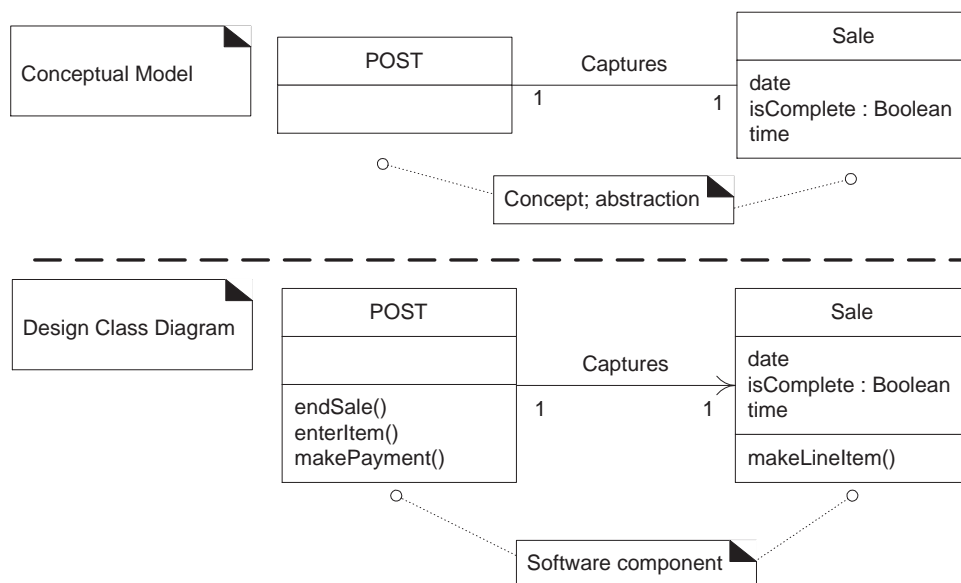 Conceptual Model
POST
Captures
1
1
Sale
date
isComplete : Boolean
time
Concept; abstraction
Design Class Diagram
POST
endSale()
enterItem()
makePayment()
Captures
1
1
Sale
date
isComplete : Boolean
time
makeLineItem()
Software component